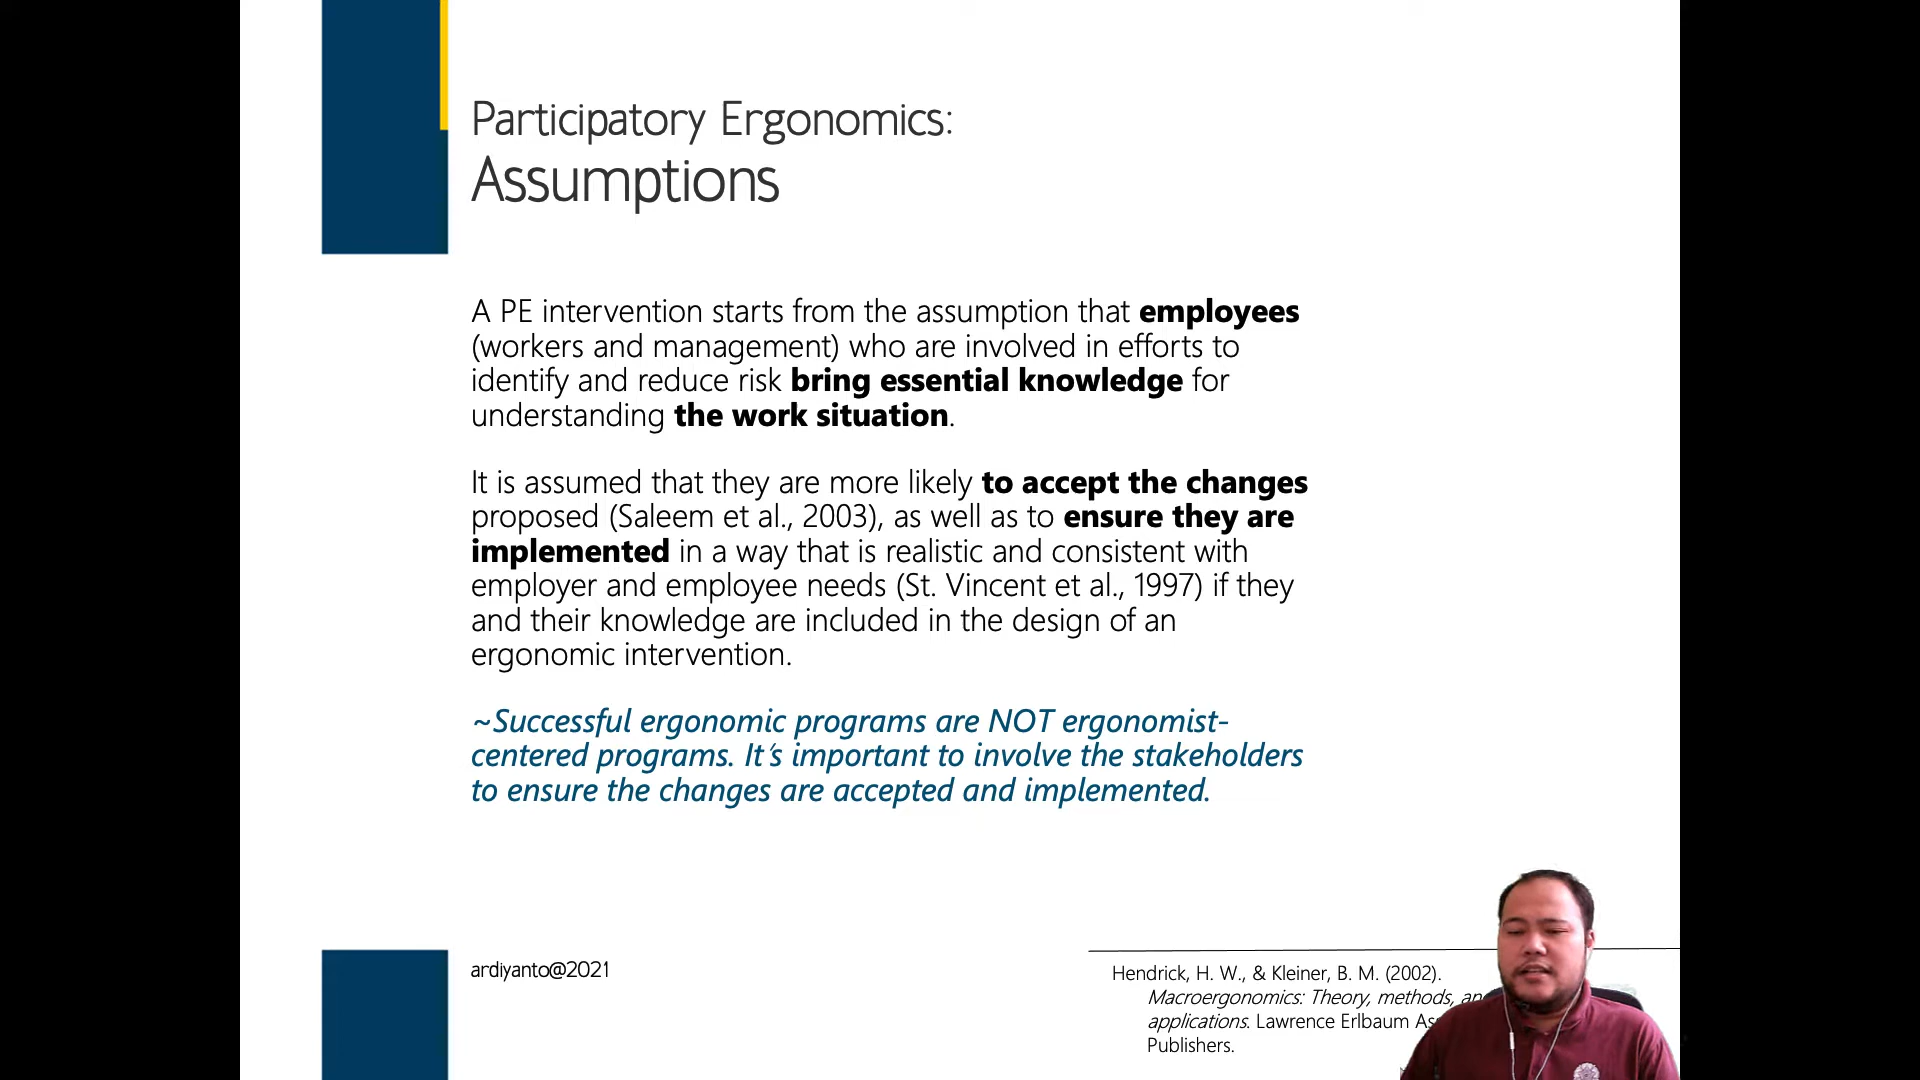 Participatory Ergonomics:
Assumptions
A PE intervention starts from the assumption that employees
(workers and management) who are involved in efforts to
identify and reduce risk bring essential knowledge for
understanding the work situation.
It is assumed that they are more likely to accept the changes
proposed (Saleem et al., 2003), as well as to ensure they are
implemented in a way that is realistic and consistent with
employer and employee needs (St. Vincent et al., 1997) if they
and their knowledge are included in the design of an
ergonomic intervention.
~Successful ergonomic programs are NOT ergonomist-
centered programs. It's important to involve the stakeholders
to ensure the changes are accepted and implemented.
ardiyanto@2021
Hendrick, H. W., & Kleiner, B. M. (2002).
Macroergonomics: Theory, methods,
applications. Lawrence Erlbaum
Publishers.